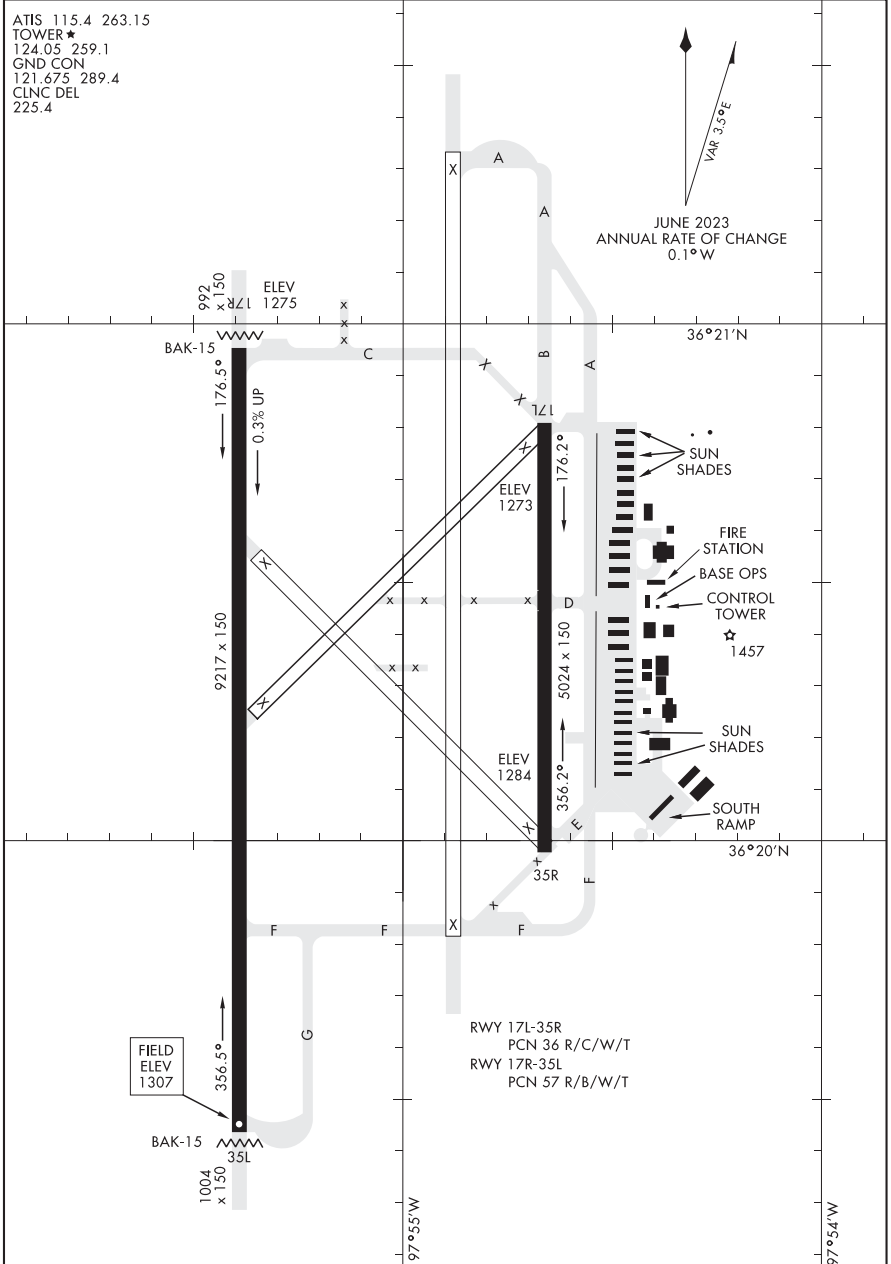 ATIS 115.4 263.15
TOWER★
124.05 259.1
GND CON
121.675 289.4
CLNC DEL
225.4
VAR 3.5°E
JUNE 2023
ANNUAL RATE OF CHANGE
0.1°W
X
A
A
992
x 150
17R
ELEV
1275
x
x
x
36°21'N
BAK-15
C
B
A
176.5°
0.3% UP
X
X
17L
X
176.2°
ELEV
1273
SUN
SHADES
FIRE
STATION
BASE OPS
CONTROL
TOWER
1457
X
x
x
x
x
D
9217 x 150
5024 x 150
x
x
X
ELEV
1284
356.2°
SUN
SHADES
SOUTH
RAMP
X
E
36°20'N
x
35R
F
x
F
F
X
F
G
RWY 17L-35R
PCN 36 R/C/W/T
RWY 17R-35L
PCN 57 R/B/W/T
356.5°
FIELD
ELEV
1307
BAK-15
35L
1004
x 150
97°55'W
97°54'W